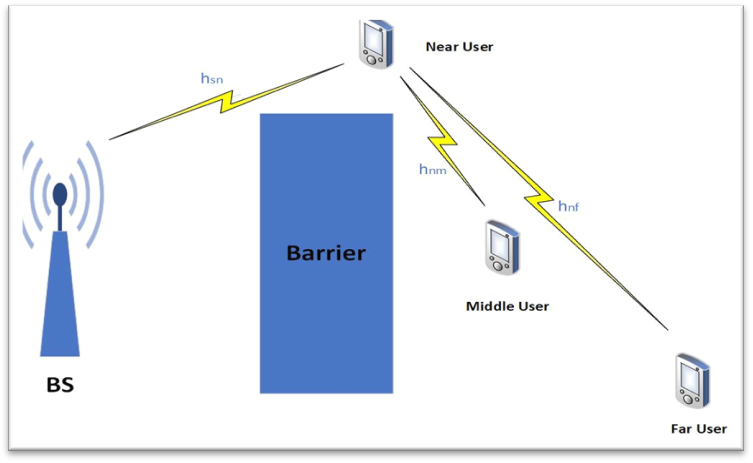 Near User
hsn
hnm
hnf
Barrier
Middle User
BS
Far User